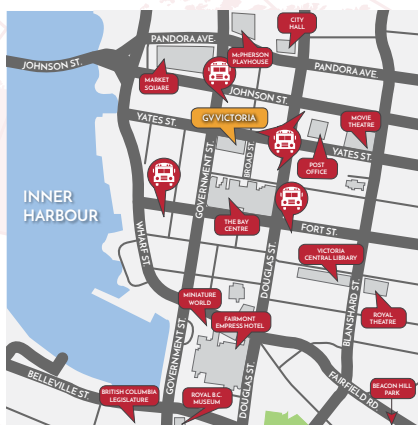 CITY
HALL
PANDORA AVE.
McPHERSON
PLAYHOUSE
JOHNSON ST.
PANDORA AVE.
MARKET
SQUARE
JOHNSON ST.
GV VICTORIA
MOVIE
THEATRE
YATES ST.
BROAD ST.
YATES ST.
POST
OFFICE
GOVERNMENT ST.
INNER
HARBOUR
THE BAY
CENTRE
FORT ST.
WHARF ST.
VICTORIA
CENTRAL LIBRARY
DOUGLAS ST.
MINIATURE
WORLD
BLANSHARD ST.
FAIRMONT
EMPRESS HOTEL
ROYAL
THEATRE
GOVERNMENT ST.
BELLEVILLE ST.
DOUGLAS ST.
FAIRFIELD RD.
BRITISH COLUMBIA
LEGISLATURE
ROYAL B.C.
MUSEUM
BEACON HILL
PARK